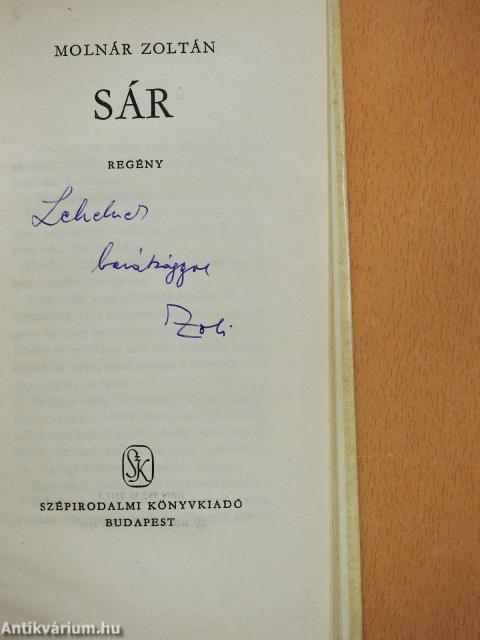 MOLNÁR ZOLTÁN
SÁR
REGÉNY
Lehelnek
barátsággal
Zoli
SZK
SZÉPIRODALMI KÖNYVKIADÓ
BUDAPEST
Antikvárium.hu